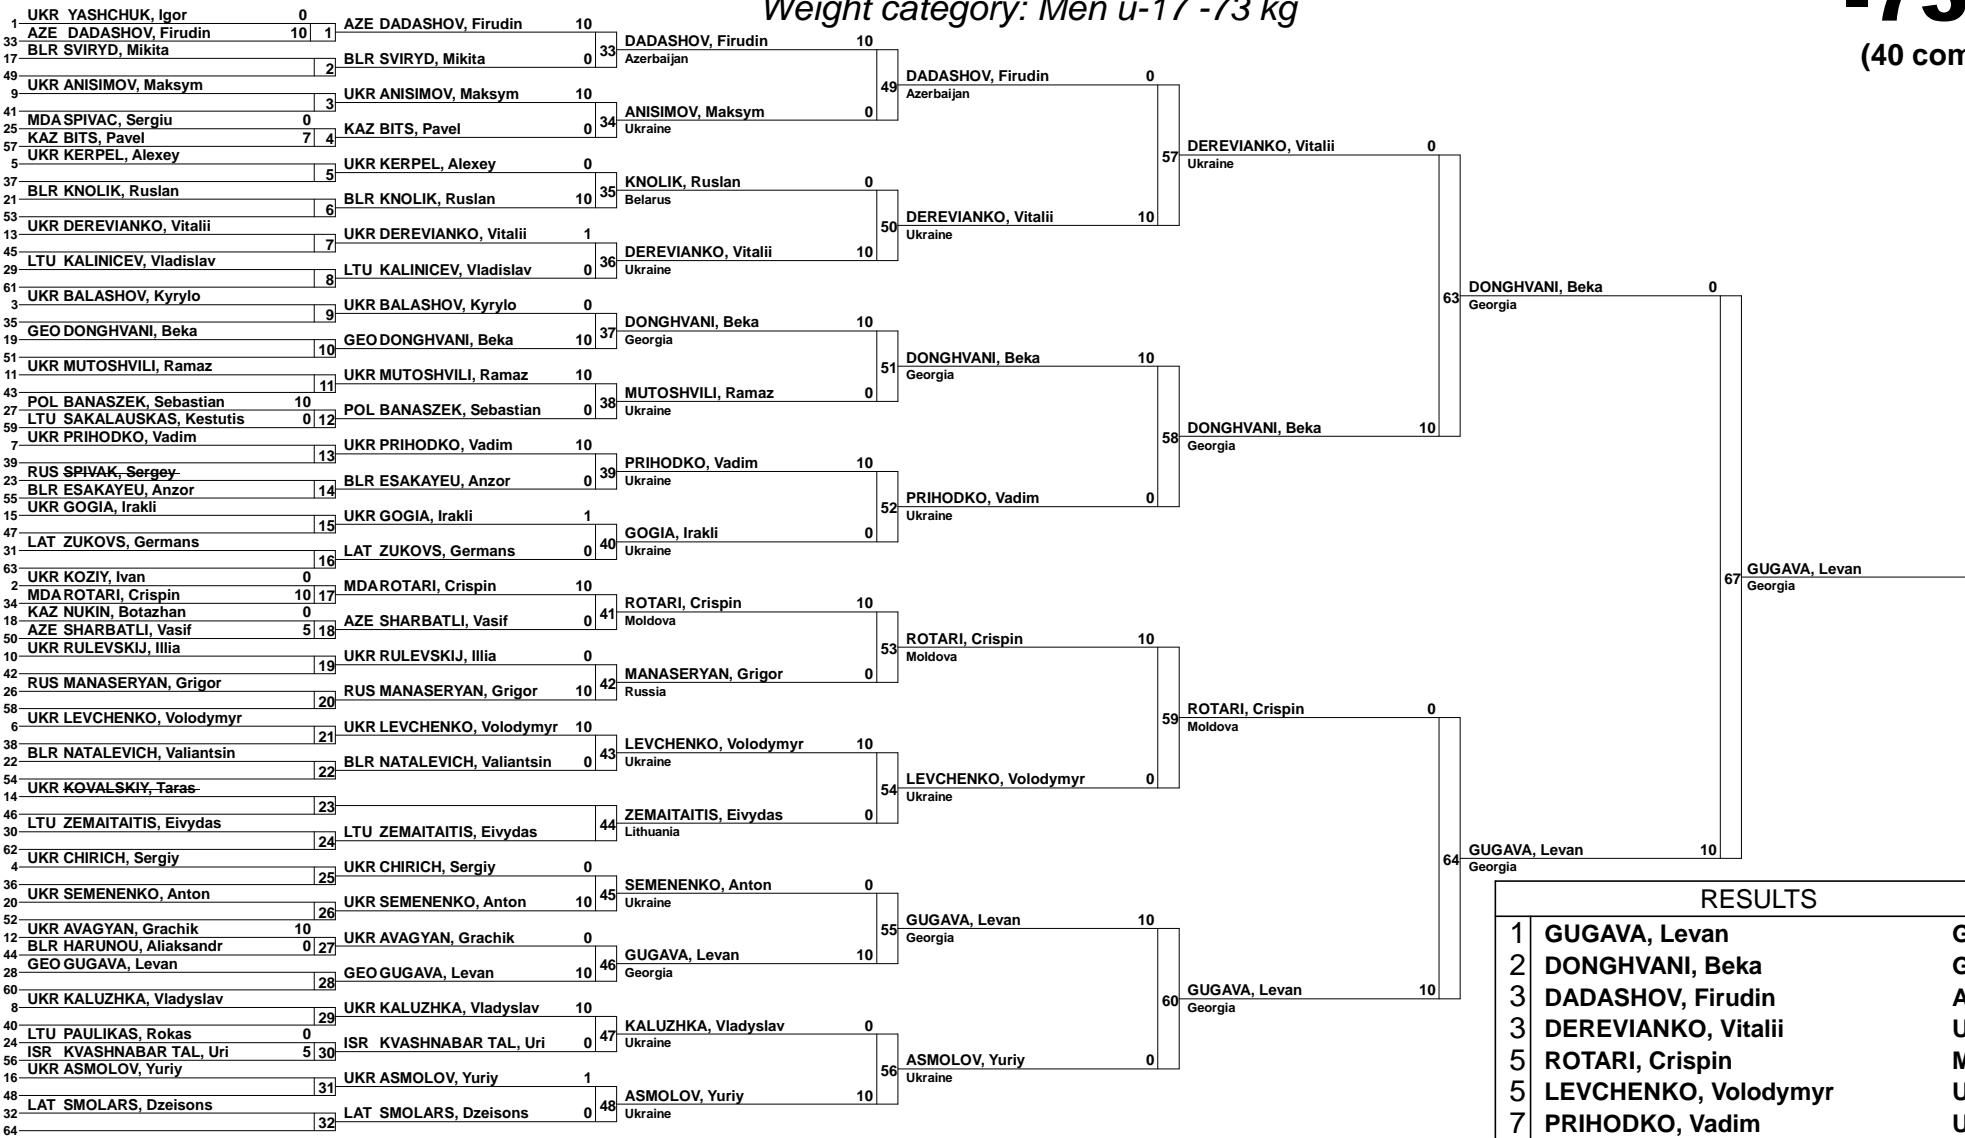 Weight category: Men u-17 -73 kg
-73
(40 com
1 UKR YASHCHUK, Igor 0
33 AZE DADASHOV, Firudin 10 1
17 BLR SVIRYD, Mikita
49 2
9 UKR ANISIMOV, Maksym
41 3
25 MDA SPIVAC, Sergiu 0
57 KAZ BITS, Pavel 7 4
5 UKR KERPEL, Alexey
37 5
21 BLR KNOLIK, Ruslan
53 6
13 UKR DEREVIANKO, Vitalii
45 7
29 LTU KALINICEV, Vladislav
61 8
3 UKR BALASHOV, Kyrylo
35 9
19 GEO DONGHVANI, Beka
51 10
11 UKR MUTOSHVILI, Ramaz
43 11
27 POL BANASZEK, Sebastian 10
59 LTU SAKALAUSKAS, Kestutis 0 12
7 UKR PRIHODKO, Vadim
39 13
23 RUS SPIVAK, Sergey
55 BLR ESAKAYEU, Anzor 14
15 UKR GOGIA, Irakli
47 15
31 LAT ZUKOVS, Germans
63 16
2 UKR KOZIY, Ivan 0
34 MDA ROTARI, Crispin 10 17
18 KAZ NUKIN, Botazhan 0
50 AZE SHARBATLI, Vasif 5 18
10 UKR RULEVSKIJ, Illia
42 19
26 RUS MANASERYAN, Grigor
58 20
6 UKR LEVCHENKO, Volodymyr
38 21
22 BLR NATALEVICH, Valiantsin
54 22
14 UKR KOVALSKIY, Taras
46 23
30 LTU ZEMAITAITIS, Eivydas
62 24
4 UKR CHIRICH, Sergiy
36 25
20 UKR SEMENENKO, Anton
52 26
12 UKR AVAGYAN, Grachik 10
44 BLR HARUNOU, Aliaksandr 0 27
28 GEO GUGAVA, Levan
60 28
8 UKR KALUZHKA, Vladyslav
40 29
24 LTU PAULIKAS, Rokas 0
56 ISR KVASHNABAR TAL, Uri 5 30
16 UKR ASMOLOV, Yuriy
48 31
32 LAT SMOLARS, Dzeisons
64 32
AZE DADASHOV, Firudin 10
BLR SVIRYD, Mikita 0 33
UKR ANISIMOV, Maksym 10
KAZ BITS, Pavel 0 34
UKR KERPEL, Alexey 0
BLR KNOLIK, Ruslan 10 35
UKR DEREVIANKO, Vitalii 1
LTU KALINICEV, Vladislav 0 36
UKR BALASHOV, Kyrylo 0
GEO DONGHVANI, Beka 10 37
UKR MUTOSHVILI, Ramaz 10
POL BANASZEK, Sebastian 0 38
UKR PRIHODKO, Vadim 10
BLR ESAKAYEU, Anzor 0 39
UKR GOGIA, Irakli 1
LAT ZUKOVS, Germans 0 40
MDA ROTARI, Crispin 10
AZE SHARBATLI, Vasif 0 41
UKR RULEVSKIJ, Illia 0
RUS MANASERYAN, Grigor 10 42
UKR LEVCHENKO, Volodymyr 10
BLR NATALEVICH, Valiantsin 0 43
LTU ZEMAITAITIS, Eivydas 44
UKR CHIRICH, Sergiy 0
UKR SEMENENKO, Anton 10 45
UKR AVAGYAN, Grachik 0
GEO GUGAVA, Levan 10 46
UKR KALUZHKA, Vladyslav 10
ISR KVASHNABAR TAL, Uri 0 47
UKR ASMOLOV, Yuriy 1
LAT SMOLARS, Dzeisons 0 48
DADASHOV, Firudin 10
Azerbaijan
49
ANISIMOV, Maksym 0
Ukraine
KNOLIK, Ruslan 0
Belarus
50
DEREVIANKO, Vitalii 10
Ukraine
DONGHVANI, Beka 10
Georgia
51
MUTOSHVILI, Ramaz 0
Ukraine
PRIHODKO, Vadim 10
Ukraine
52
GOGIA, Irakli 0
Ukraine
ROTARI, Crispin 10
Moldova
53
MANASERYAN, Grigor 0
Russia
LEVCHENKO, Volodymyr 10
Ukraine
54
ZEMAITAITIS, Eivydas 0
Lithuania
SEMENENKO, Anton 0
Ukraine
55
GUGAVA, Levan 10
Georgia
KALUZHKA, Vladyslav 0
Ukraine
56
ASMOLOV, Yuriy 10
Ukraine
DADASHOV, Firudin 0
Azerbaijan
57
DEREVIANKO, Vitalii 10
Ukraine
DONGHVANI, Beka 10
Georgia
58
PRIHODKO, Vadim 0
Ukraine
ROTARI, Crispin 10
Moldova
59
LEVCHENKO, Volodymyr 0
Ukraine
GUGAVA, Levan 10
Georgia
60
ASMOLOV, Yuriy 0
Ukraine
DEREVIANKO, Vitalii 0
Ukraine
63
DONGHVANI, Beka 10
Georgia
ROTARI, Crispin 0
Moldova
64
GUGAVA, Levan 10
Georgia
DONGHVANI, Beka 0
Georgia
67
GUGAVA, Levan 10
Georgia
GUGAVA, Levan
Georgia
RESULTS
1 GUGAVA, Levan G
2 DONGHVANI, Beka G
3 DADASHOV, Firudin A
3 DEREVIANKO, Vitalii U
5 ROTARI, Crispin M
5 LEVCHENKO, Volodymyr U
7 PRIHODKO, Vadim U